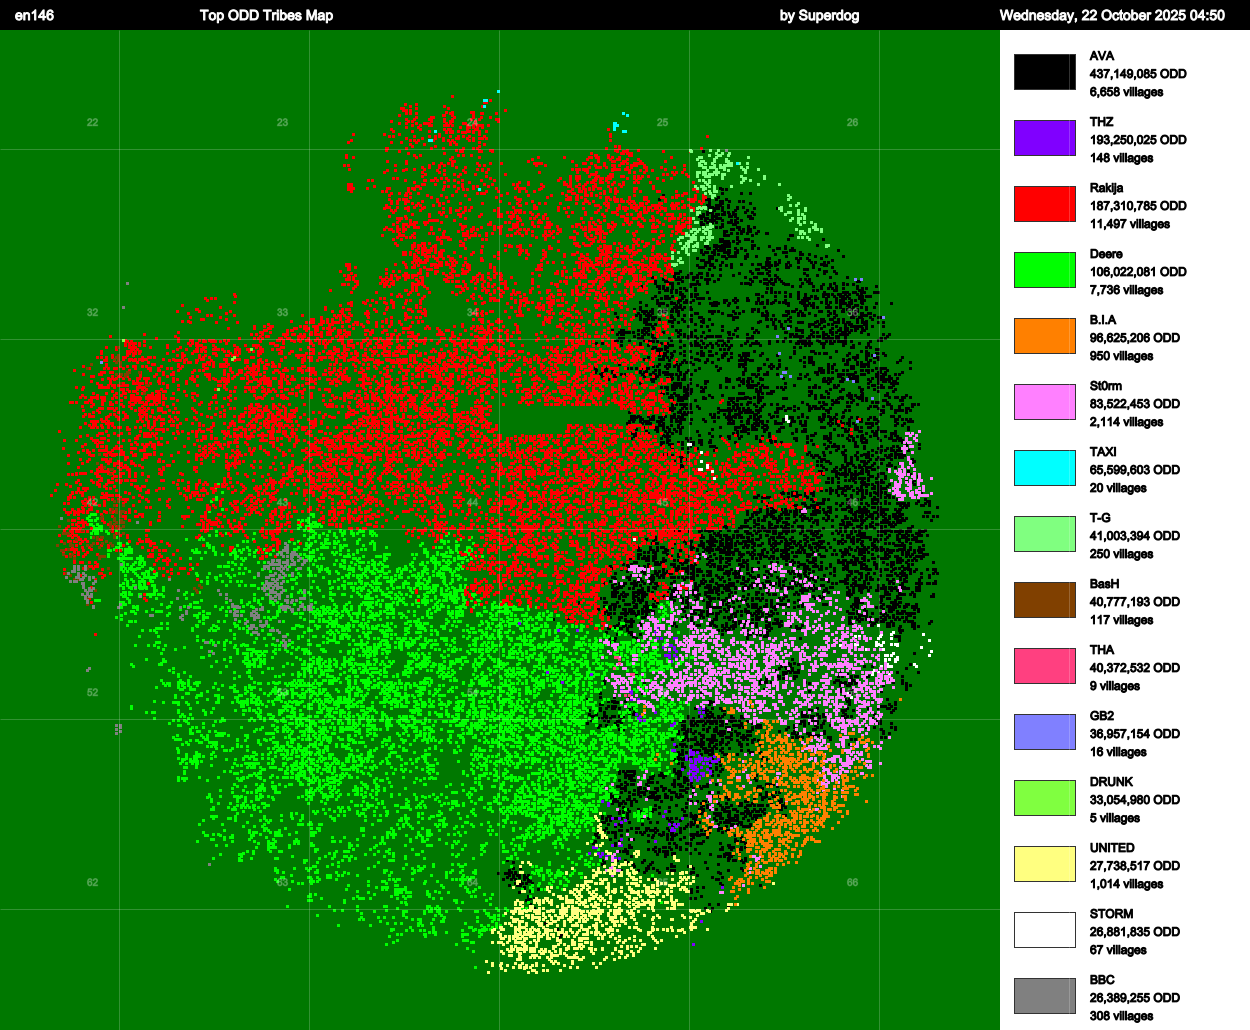 en146 Top ODD Tribes Map by Superdog Wednesday, 22 October 2025 04:50
22 23 24 25 26
32 33 34 35 36
42 43 44 45
52
62 66
AVA
437,149,085 ODD
6,658 villages
THZ
193,250,025 ODD
148 villages
Rakija
187,310,785 ODD
11,497 villages
Deere
106,022,081 ODD
7,736 villages
B.I.A
96,625,206 ODD
950 villages
St0rm
83,522,453 ODD
2,114 villages
TAXI
65,599,603 ODD
20 villages
T-G
41,003,394 ODD
250 villages
BasH
40,777,193 ODD
117 villages
THA
40,372,532 ODD
9 villages
GB2
36,957,154 ODD
16 villages
DRUNK
33,054,980 ODD
5 villages
UNITED
27,738,517 ODD
1,014 villages
STORM
26,881,835 ODD
67 villages
BBC
26,389,255 ODD
308 villages